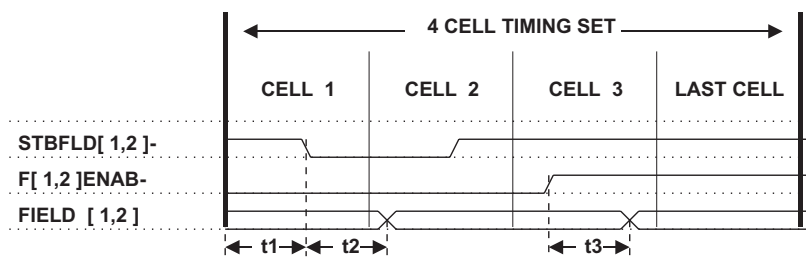 4 CELL TIMING SET
CELL 1 CELL 2 CELL 3 LAST CELL
STBFLD[ 1,2 ]-
F[ 1,2 ]ENAB-
FIELD [ 1,2 ]
t1 t2 t3